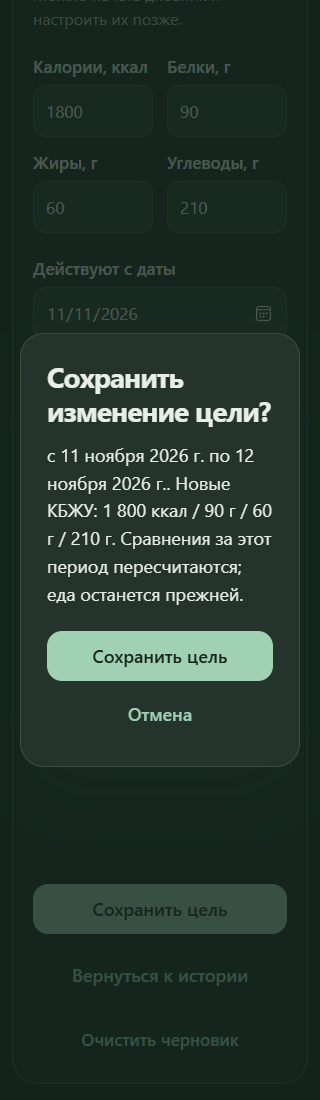 настроить их позже.
Калории, ккал Белки, г
1800 90
Жиры, г Углеводы, г
60 210
Действуют с даты
11/11/2026
Сохранить
изменение цели?
с 11 ноября 2026 г. по 12
ноября 2026 г.. Новые
КБЖУ: 1 800 ккал / 90 г / 60
г / 210 г. Сравнения за этот
период пересчитаются;
еда останется прежней.
Сохранить цель
Отмена
Сохранить цель
Вернуться к истории
Очистить черновик